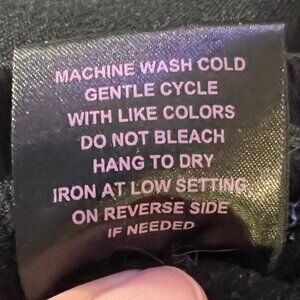 MACHINE WASH COLD
GENTLE CYCLE
WITH LIKE COLORS
DO NOT BLEACH
HANG TO DRY
IRON AT LOW SETTING
ON REVERSE SIDE
IF NEEDED